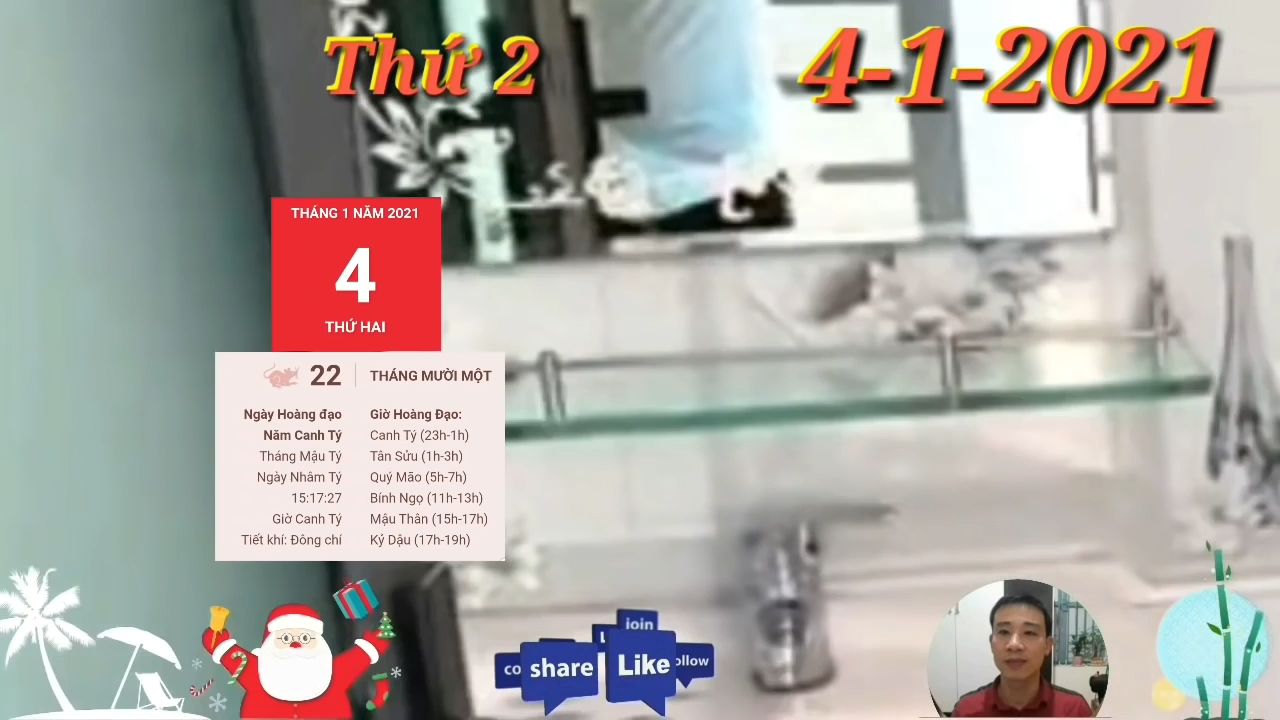 Thứ 2
4-1-2021
THÁNG 1 NĂM 2021
4
THỨ HAI
22
THÁNG MƯỜI MỘT
Ngày Hoàng đạo
Năm Canh Tý
Tháng Mậu Tý
Ngày Nhâm Tý
15:17:27
Giờ Canh Tý
Tiết khí: Đông chí
Giờ Hoàng Đạo:
Canh Tý (23h-1h)
Tân Sửu (1h-3h)
Quý Mão (5h-7h)
Bính Ngọ (11h-13h)
Mậu Thân (15h-17h)
Kỷ Dậu (17h-19h)
join
share
Like